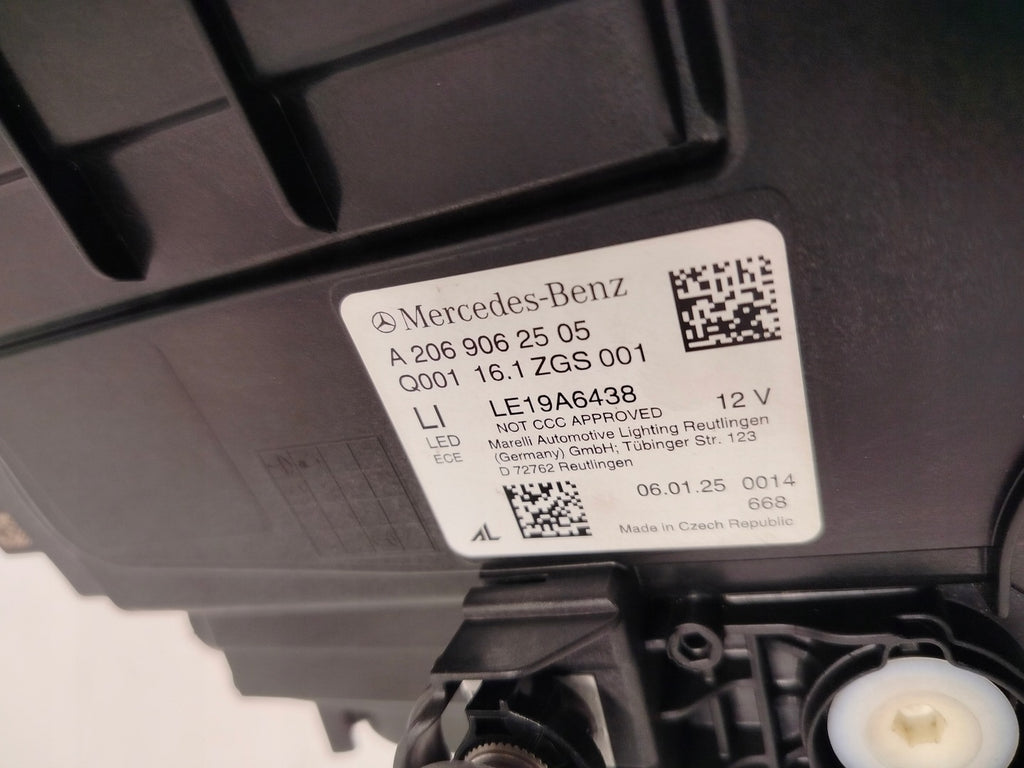 Mercedes-Benz
A 206 906 25 05
Q001 16.1 ZGS 001
LI
LE19A6438
12 V
LED
NOT CCC APPROVED
ECE
Marelli Automotive Lighting Reutlingen
(Germany) GmbH; Tübinger Str. 123
D 72762 Reutlingen
06.01.25 0014
668
AL
Made in Czech Republic